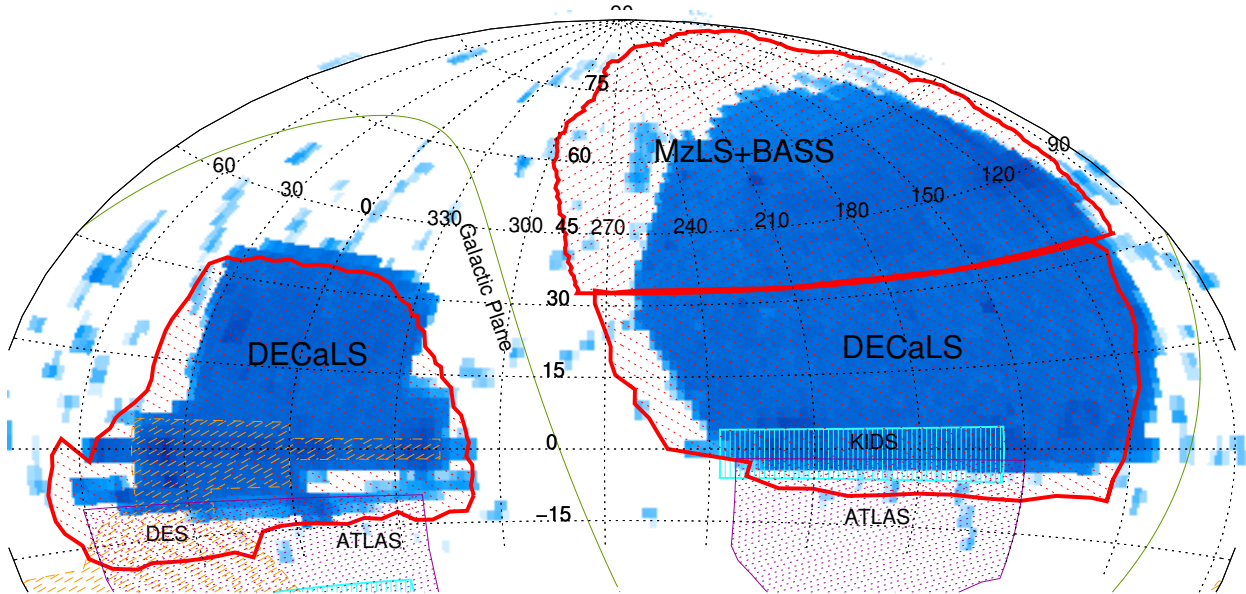 90
75
MzLS+BASS
90
60
60
120
30
150
0
180
330
300
45
270
240
210
Galactic Plane
30
DECaLS
DECaLS
15
0
KIDS
−15
DES
ATLAS
ATLAS